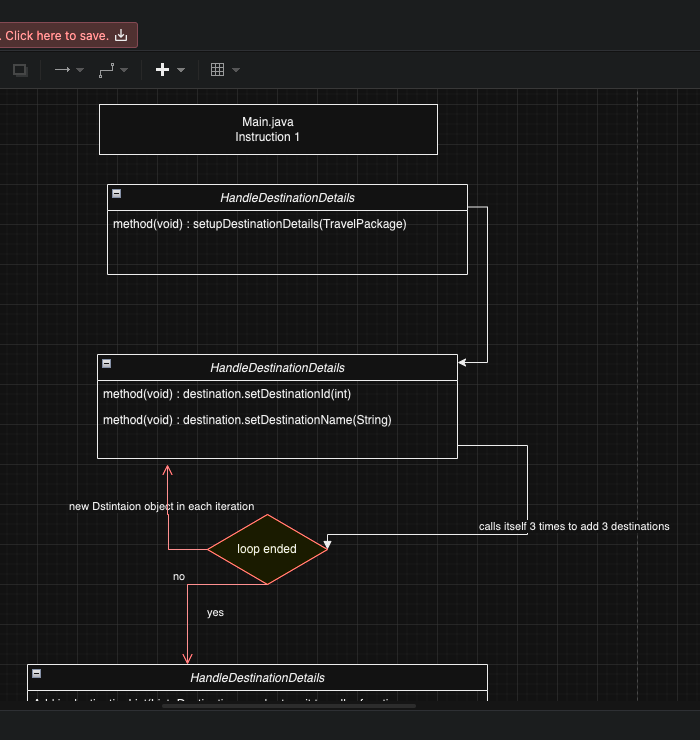 . Click here to save.
Main.java
Instruction 1
HandleDestinationDetails
method(void) : setupDestinationDetails(TravelPackage)
HandleDestinationDetails
method(void) : destination.setDestinationId(int)
method(void) : destination.setDestinationName(String)
new Dstintaion object in each iteration
calls itself 3 times to add 3 destinations
loop ended
no
yes
HandleDestinationDetails